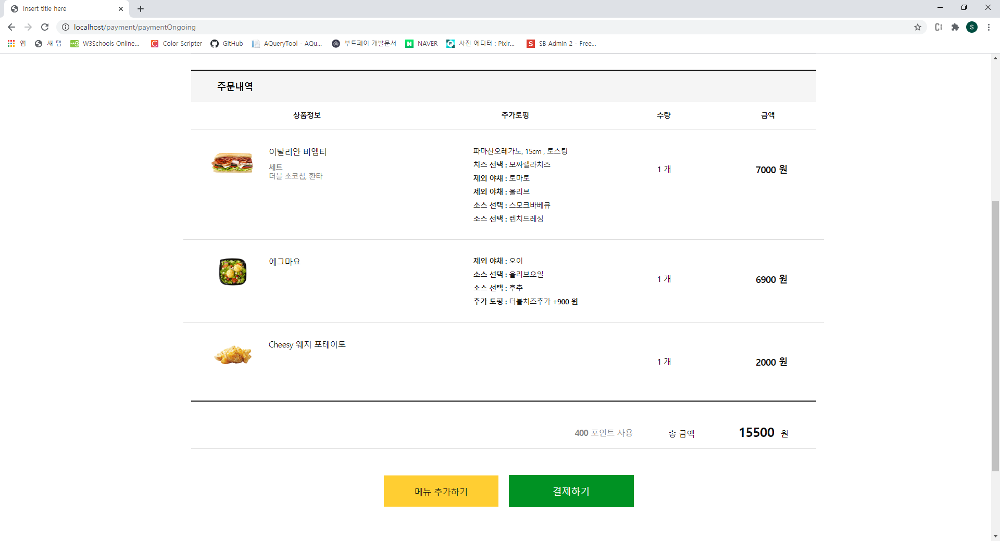 Insert title here
localhost/payment/paymentOngoing
S
앱 새 탭 W3Schools Online... Color Scripter GitHub AQueryTool - AQu... 부트페이 개발문서 NAVER 사진 에디터 : Pixlr... SB Admin 2 - Free...
주문내역
상품정보 추가토핑 수량 금액
이탈리안 비엠티
세트
더블 초코칩, 환타
파마산오레가노, 15cm , 토스팅
치즈 선택 : 모짜렐라치즈
제외 야채 : 토마토
제외 야채 : 올리브
소스 선택 : 스모크바베큐
소스 선택 : 렌치드레싱
1 개
7000 원
에그마요
제외 야채 : 오이
소스 선택 : 올리브오일
소스 선택 : 후추
추가 토핑 : 더블치즈추가 +900 원
1 개
6900 원
Cheesy 웨지 포테이토
1 개
2000 원
400 포인트 사용 총 금액 15500 원
메뉴 추가하기 결제하기